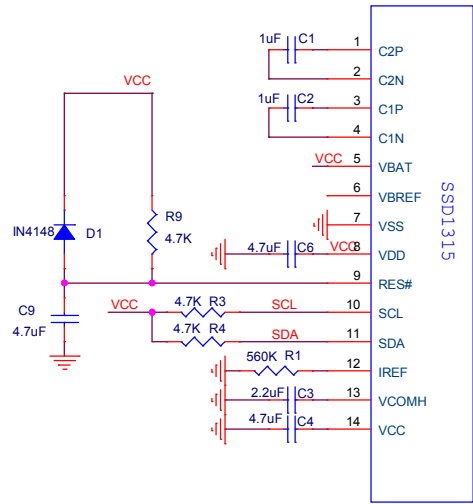 1uF C1 1 C2P
2 C2N
VCC
1uF C2 3 C1P
4 C1N
VCC 5 VBAT
6 VBREF
SSD1315
R9 7 VSS
IN4148 D1
4.7K 4.7uF C6 VCC 8 VDD
9 RES#
C9 VCC 4.7K R3 SCL 10 SCL
4.7uF
4.7K R4 SDA 11 SDA
560K R1 12 IREF
2.2uF C3 13 VCOMH
4.7uF C4 14 VCC